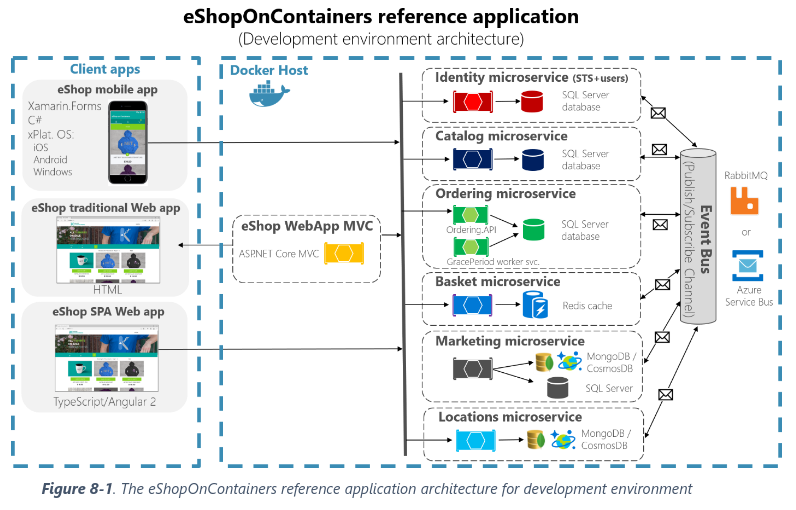 eShopOnContainers reference application
(Development environment architecture)
Client apps
eShop mobile app
Xamarin.Forms
C#
xPlat. OS:
iOS
Android
Windows
eShop traditional Web app
HTML
eShop SPA Web app
TypeScript/Angular 2
Docker Host
eShop WebApp MVC
ASP.NET Core MVC
Identity microservice (STS+users)
SQL Server
database
Catalog microservice
SQL Server
database
Ordering microservice
Ordering.API
GracePeriod worker svc.
SQL Server
database
Basket microservice
Redis cache
Marketing microservice
MongoDB /
CosmosDB
SQL Server
Locations microservice
MongoDB /
CosmosDB
Event Bus
(Publish/Subscribe Channel)
RabbitMQ
or
Azure
Service Bus
Figure 8-1. The eShopOnContainers reference application architecture for development environment